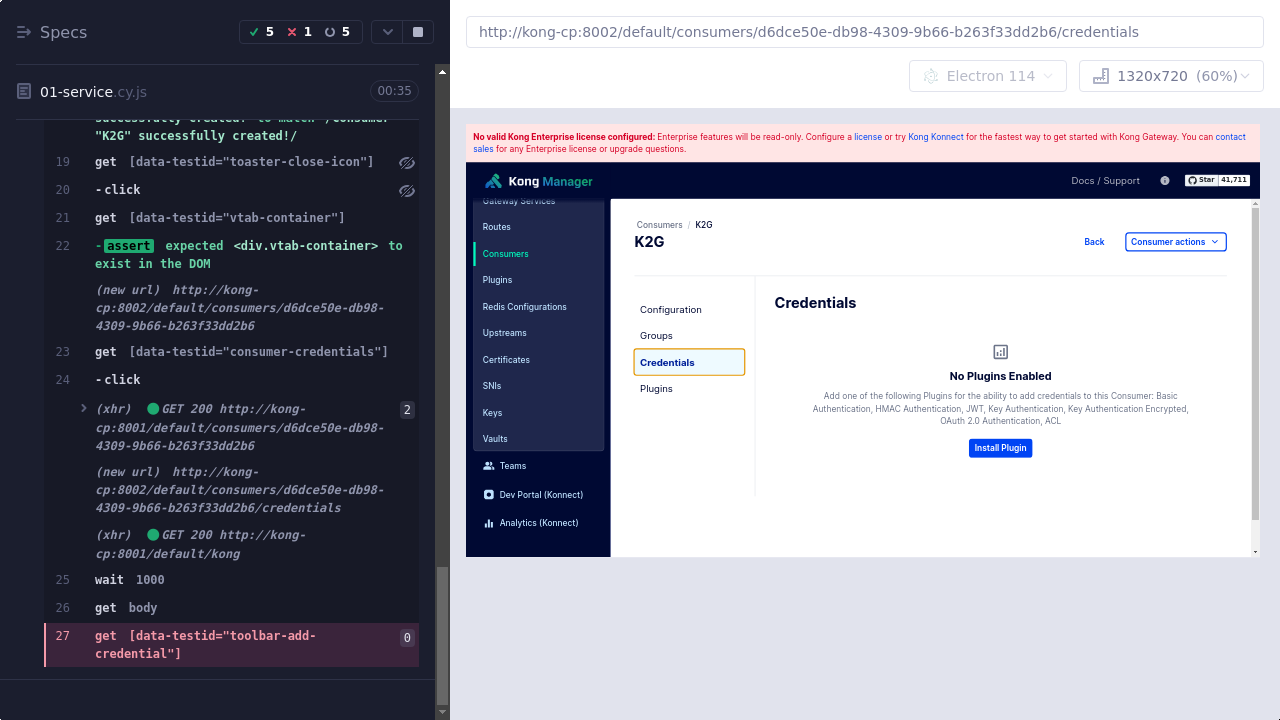 Specs
5 1 5
01-service.cy.js 00:35
"K2G" successfully created!/
19 get [data-testid="toaster-close-icon"]
20 -click
21 get [data-testid="vtab-container"]
22 -assert expected <div.vtab-container> to
exist in the DOM
(new url) http://kong-
cp:8002/default/consumers/d6dce50e-db98-
4309-9b66-b263f33dd2b6
23 get [data-testid="consumer-credentials"]
24 -click
(xhr) GET 200 http://kong- 2
cp:8001/default/consumers/d6dce50e-db98-
4309-9b66-b263f33dd2b6
(new url) http://kong-
cp:8002/default/consumers/d6dce50e-db98-
4309-9b66-b263f33dd2b6/credentials
(xhr) GET 200 http://kong-
cp:8001/default/kong
25 wait 1000
26 get body
27 get [data-testid="toolbar-add- 0
credential"]
http://kong-cp:8002/default/consumers/d6dce50e-db98-4309-9b66-b263f33dd2b6/credentials
Electron 114
1320x720 (60%)
No valid Kong Enterprise license configured: Enterprise features will be read-only. Configure a license or try Kong Konnect for the fastest way to get started with Kong Gateway. You can contact
sales for any Enterprise license or upgrade questions.
Kong Manager
Docs / Support
Star 41,711
Gateway Services
Routes
Consumers
Plugins
Redis Configurations
Upstreams
Certificates
SNIs
Keys
Vaults
Teams
Dev Portal (Konnect)
Analytics (Konnect)
Consumers / K2G
K2G
Back
Consumer actions
Configuration
Groups
Credentials
Plugins
Credentials
No Plugins Enabled
Add one of the following Plugins for the ability to add credentials to this Consumer: Basic
Authentication, HMAC Authentication, JWT, Key Authentication, Key Authentication Encrypted,
OAuth 2.0 Authentication, ACL
Install Plugin